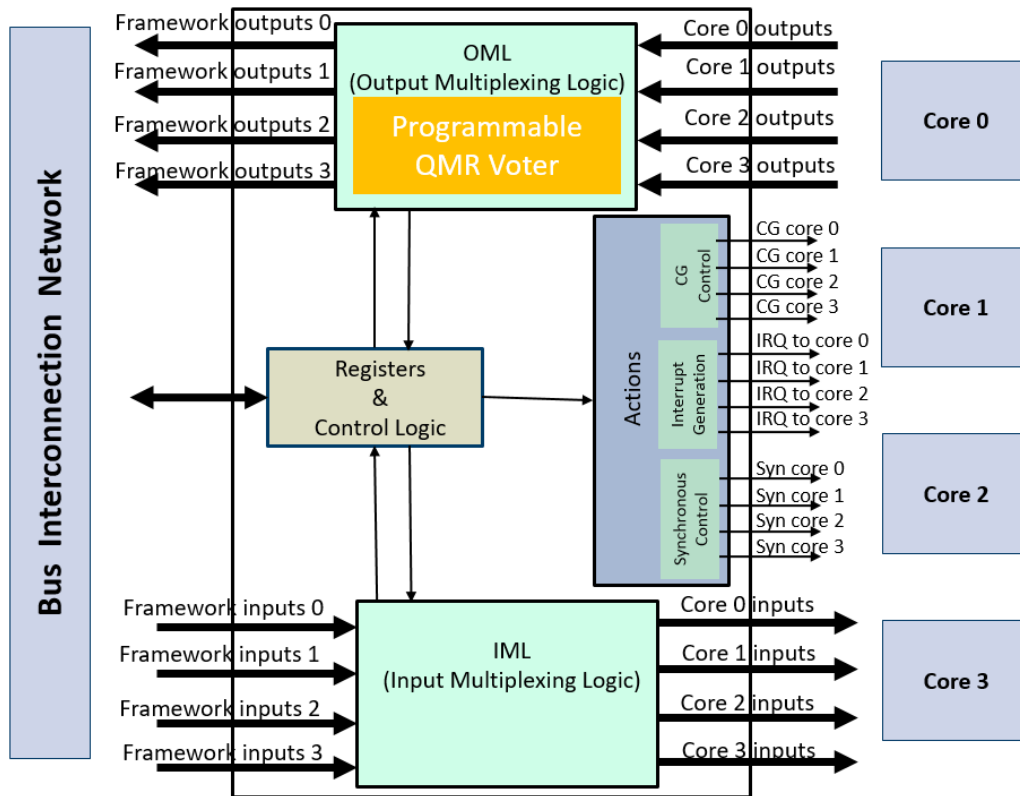 Bus Interconnection Network
Framework outputs 0
Framework outputs 1
Framework outputs 2
Framework outputs 3
OML
(Output Multiplexing Logic)
Programmable
QMR Voter
Core 0 outputs
Core 1 outputs
Core 2 outputs
Core 3 outputs
Core 0
Core 1
Core 2
Core 3
Registers
&
Control Logic
Actions
CG
Control
CG core 0
CG core 1
CG core 2
CG core 3
Interrupt
Generation
IRQ to core 0
IRQ to core 1
IRQ to core 2
IRQ to core 3
Synchronous
Control
Syn core 0
Syn core 1
Syn core 2
Syn core 3
Framework inputs 0
Framework inputs 1
Framework inputs 2
Framework inputs 3
IML
(Input Multiplexing Logic)
Core 0 inputs
Core 1 inputs
Core 2 inputs
Core 3 inputs